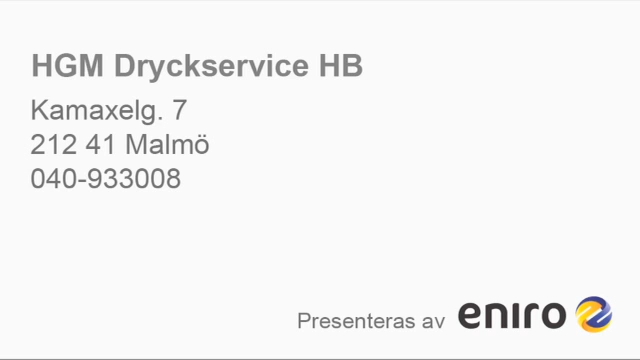 HGM Dryckservice HB
Kamaxelg. 7
212 41 Malmö
040-933008
Presenteras av eniro